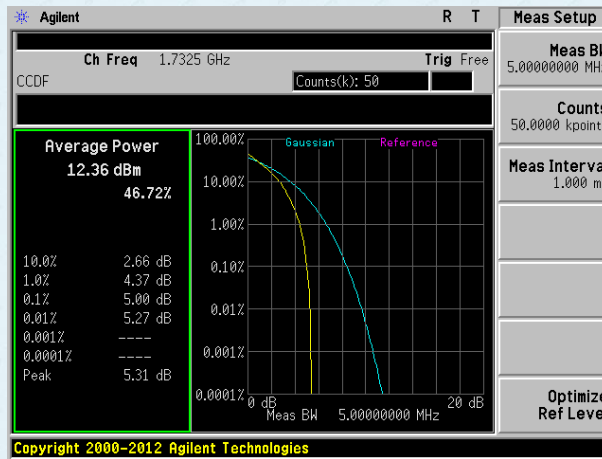 Agilent R T Meas Setup
Ch Freq 1.7325 GHz Trig Free
CCDF Counts(k): 50
Meas B
5.00000000 MH
Counts
50.0000 kpoint
Meas Interva
1.000 m
Optimize
Ref Leve
Average Power
12.36 dBm
46.72%
10.0% 2.66 dB
1.0% 4.37 dB
0.1% 5.00 dB
0.01% 5.27 dB
0.001% ----
0.0001% ----
Peak 5.31 dB
Gaussian Reference
100.00%
10.00%
1.00%
0.10%
0.01%
0.001%
0.0001%
0 dB 20 dB
Meas BW 5.00000000 MHz
Copyright 2000-2012 Agilent Technologies